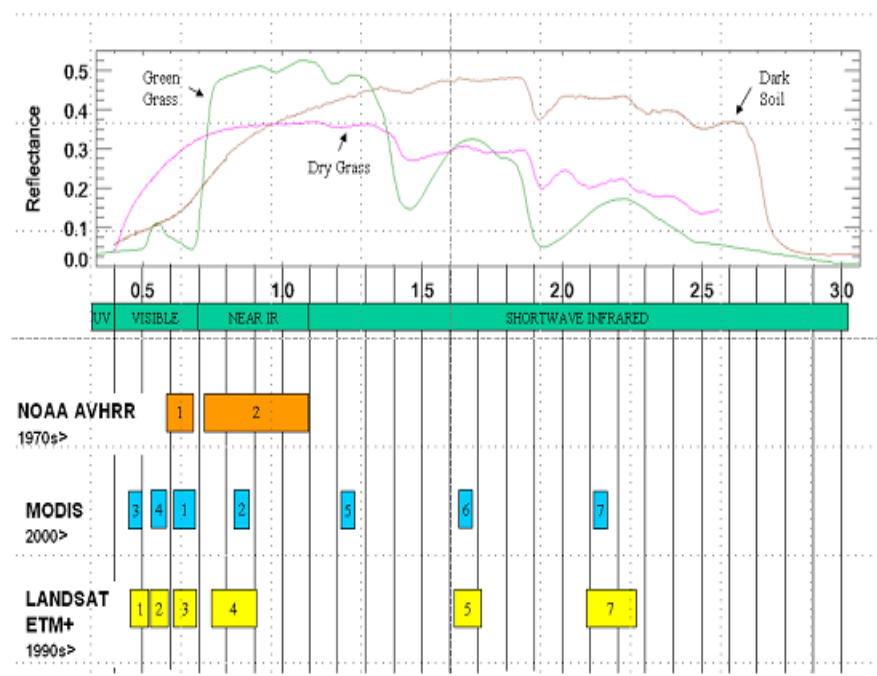 Reflectance
0.5
0.4
0.3
0.2
0.1
0.0
Green
Grass
Dry Grass
Dark
Soil
0.5 1.0 1.5 2.0 2.5 3.0
UV VISIBLE NEAR IR SHORTWAVE INFRARED
NOAA AVHRR
1970s>
1 2
MODIS
2000>
3 4 1 2 5 6 7
LANDSAT
ETM+
1990s>
1 2 3 4 5 7